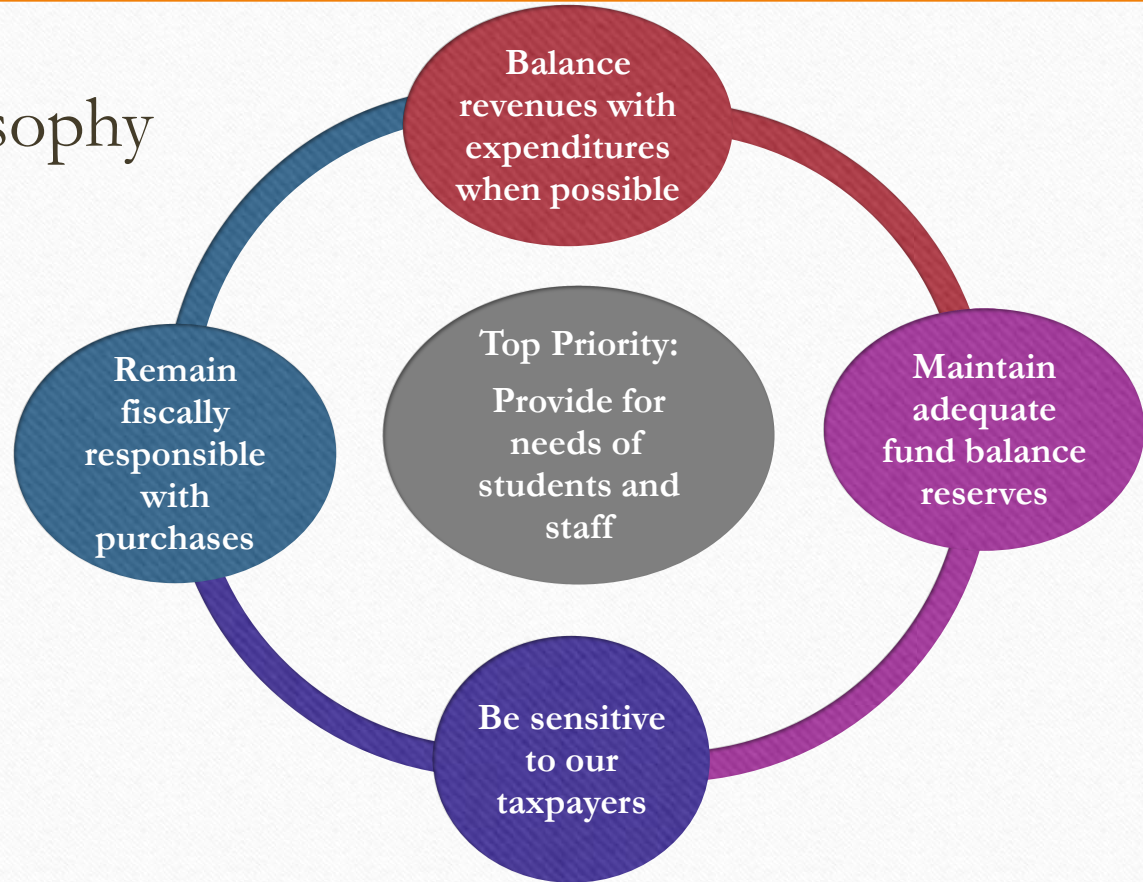 sophy
Balance
revenues with
expenditures
when possible
Top Priority:
Provide for
needs of
students and
staff
Maintain
adequate
fund balance
reserves
Remain
fiscally
responsible
with
purchases
Be sensitive
to our
taxpayers